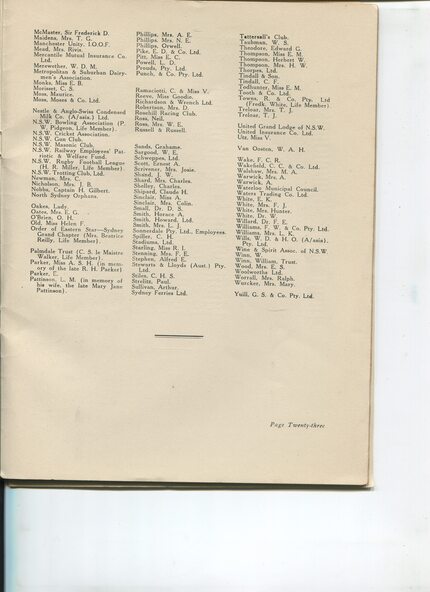 McMaster, Sir Frederick D.
Maidens, Mrs. T. G.
Manchester Unity, I.O.O.F.
Mead, Mrs. Rivis.
Mercantile Mutual Insurance Co.
Ltd.
Merewether, W. D. M.
Metropolitan & Suburban Dairy-
men's Association.
Monks, Miss S. B.
Morisset, C. S.
Moss, Maurice.
Moss, Moses & Co. Ltd.
Nestle & Anglo-Swiss Condensed
Milk Co. (A/sia.) Ltd.
N.S.W. Bowling Association (P.
W. Pidgeon, Life Member).
N.S.W. Cricket Association.
N.S.W. Gun Club.
N.S.W. Masonic Club.
N.S.W. Railway Employees' Pat-
riotic & Welfare Fund.
N.S.W. Rugby Football League
(H. R. Miller, Life Member).
N.S.W. Trotting Club, Ltd.
Newman, Mrs. C.
Nicholson, Mrs. J. B.
Nobbs, Captain H. Gilbert.
North Sydney Orphans.
Oakes, Lady.
Oatee, Mrs. E. G.
O'Brien, O. H.
Old, Miss Helen.
Order of Eastern Star—Sydney
Grand Chapter (Mrs. Beatrice
Reilly, Life Member).
Palmdale Trust (C. S. le Maistre
Walker, Life Member).
Parker, Miss A. S. H. (in mem-
ory of the late R. H. Parker)
Parker, E.
Pattinson, L. M. (in memory of
his wife, the late Mary Jane
Pattinson).
Phillips, Mrs. A. E.
Phillips, Mrs. N. E.
Phillips, Orwell.
Pike, E. D. & Co. Ltd.
Pitt, Miss E. C.
Powell, L. D.
Prouds, Pty. Ltd.
Punch, & Co Pty. Ltd.
Ramaciotti, C. & Miss V.
Reeve, Miss Goodie.
Richardson & Wrench Ltd.
Robertson, Mrs. D.
Rosehill Racing Club.
Ross, Neil.
Ross, Mrs. W. E.
Russell & Russell.
Sands, Grahame.
Sargood, W. E.
Schweppes, Ltd.
Scott, Ernest A.
Scrivener, Mrs. Josie.
Shand, J. W.
Shard, Mrs. Charles.
Shelley, Charles.
Shipard, Claude H.
Sinclair, Miss A.
Sinclair, Mrs. Colin.
Small, Dr. D. S.
Smith, Horace A.
Smith, Howard, Ltd.
Smith, Mrs. L. J.
Sonnerdale Pty. Ltd., Employees.
Spiller, C. H.
Stadiums, Ltd.
Starling, Miss R. I.
Stenning, Mrs. F. E.
Stephen, Alfred E.
Stewarts & Lloyds (Aust.) Pty.
Ltd.
Stiles, C. H. S.
Strelitz, Paul.
Sullivan, Arthur.
Sydney Ferries Ltd.
Tattersall's Club.
Taubman, W. S.
Theodore, Edward G.
Thompson, Miss E. M.
Thompson, Herbert W.
Thompson, Mrs. H. W.
Thorpes, Ltd.
Tindall & Son.
Tindall, C. F.
Todhunter, Miss E. M.
Tooth & Co. Ltd.
Towns, R. & Co. Pty. Ltd
(Fredk. White, Life Member).
Treloar, Mrs. T. J.
Treloar, T. J.
United Grand Lodge of N.S.W.
United Insurance Co. Ltd.
Utz, Miss V.
Van Oosten, W. A. H.
Wake, F. C. R.
Wakefield, C. C. & Co. Ltd.
Walshaw, Mrs. M. A.
Warwick, Mrs. A.
Warwick, A.
Waterloo Municipal Council.
Waters Trading Co. Ltd.
White, E. K.
White, Mrs. F. J.
White, Mrs. Hunter.
White, Dr. W.
Willard, Dr. F. E.
Williams, F. W. & Co. Pty. Ltd.
Williams, Mrs. L. K.
Wills, W. D. & H. O. (A/sia),
Pty. Ltd.
Wine & Spirit Assoc. of N.S.W.
Winn, W.
Winn, William, Trust.
Wood, Mrs. E. S.
Woolworths Ltd.
Worrall, Mrs. Ralph.
Wurcker, Mrs. Mary.
Yuill, G. S. & Co. Pty. Ltd.
Page Twenty-three